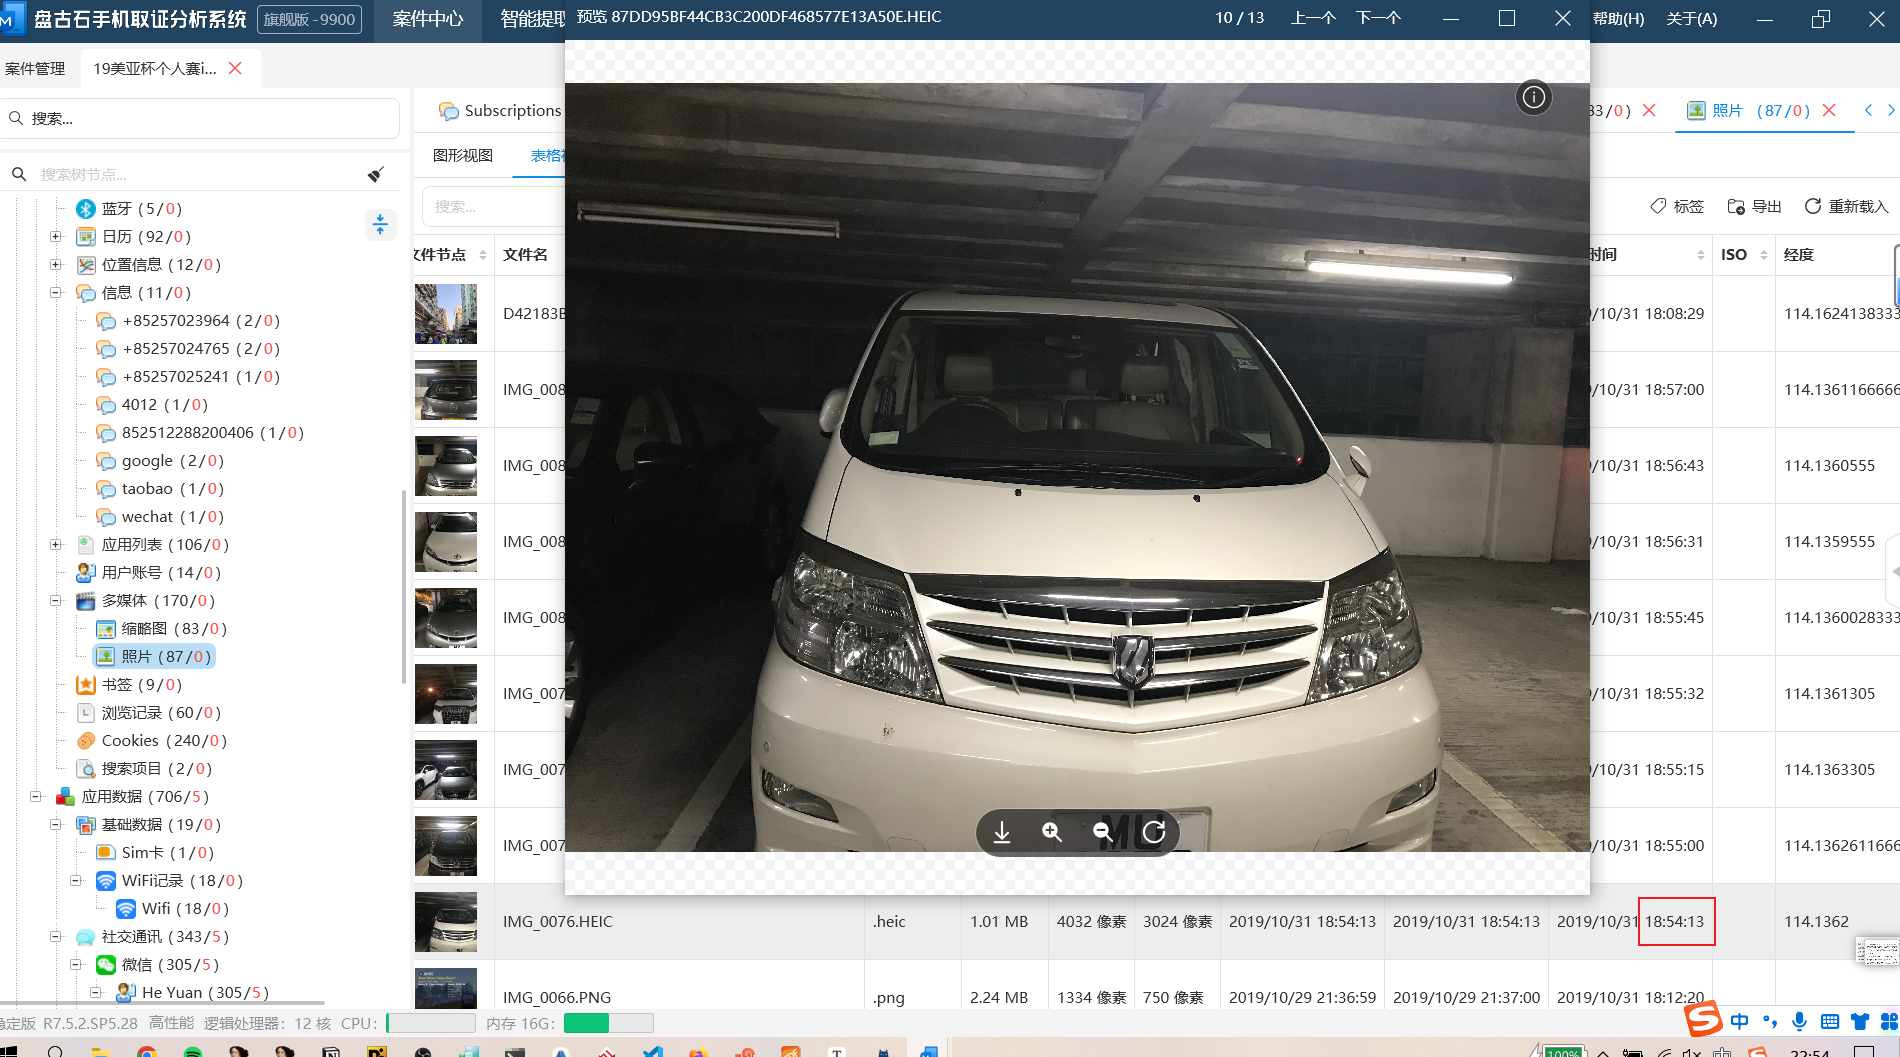 盘古石手机取证分析系统 旗舰版 -9900 案件中心 智能提取 预览 87DD95BF44CB3C200DF468577E13A50E.HEIC 10 / 13 上一个 下一个 帮助(H) 关于(A)
案件管理 19美亚杯个人赛i...
搜索...
Subscriptions 33/0) 照片 (87/0)
图形视图 表格视
搜索树节点...
搜索... 标签 导出 重新载入
文件节点 文件名 时间 ISO 经度
蓝牙 (5/0)
日历 (92/0)
位置信息 (12/0)
信息 (11/0)
+85257023964 (2/0)
+85257024765 (2/0)
+85257025241 (1/0)
4012 (1/0)
852512288200406 (1/0)
google (2/0)
taobao (1/0)
wechat (1/0)
应用列表 (106/0)
用户账号 (14/0)
多媒体 (170/0)
缩略图 (83/0)
照片 (87/0)
书签 (9/0)
浏览记录 (60/0)
Cookies (240/0)
搜索项目 (2/0)
应用数据 (706/5)
基础数据 (19/0)
Sim卡 (1/0)
WiFi记录 (18/0)
Wifi (18/0)
社交通讯 (343/5)
微信 (305/5)
He Yuan (305/5)
D42183B /10/31 18:08:29 114.1624138333
IMG_008 /10/31 18:57:00 114.1361166666
IMG_008 /10/31 18:56:43 114.1360555
IMG_008 /10/31 18:56:31 114.1359555
IMG_008 /10/31 18:55:45 114.1360028333
IMG_007 /10/31 18:55:32 114.1361305
IMG_007 /10/31 18:55:15 114.1363305
IMG_007 /10/31 18:55:00 114.1362611666
IMG_0076.HEIC .heic 1.01 MB 4032 像素 3024 像素 2019/10/31 18:54:13 2019/10/31 18:54:13 2019/10/31 18:54:13 114.1362
IMG_0066.PNG .png 2.24 MB 1334 像素 750 像素 2019/10/29 21:36:59 2019/10/29 21:37:00 2019/10/31 18:12:20
稳定版 R7.5.2.SP5.28 高性能 逻辑处理器: 12 核 CPU: 内存 16G:
中
100% 22:54